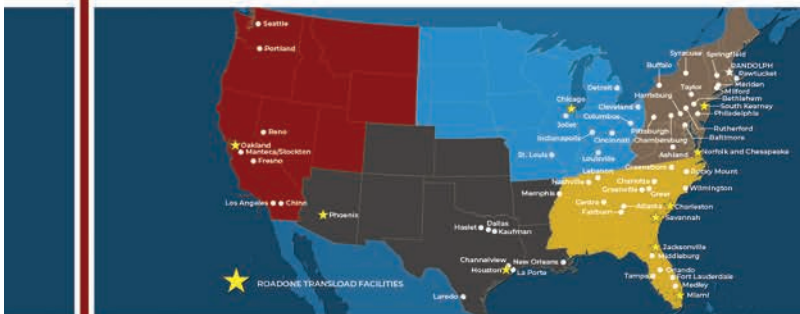 Seattle
Portland
Reno
Oakland
Manteca/Stockton
Fresno
Los Angeles
Chino
Phoenix
Haslet
Dallas
Kaufman
Channelview
Houston
La Porte
New Orleans
Laredo
Detroit
Chicago
Joliet
Cleveland
Columbus
Indianapolis
Cincinnati
St. Louis
Louisville
Syracuse
Springfield
Buffalo
RANDOLPH
Pawtucket
Meriden
Milford
Taylor
Bethlehem
Harrisburg
South Kearney
Philadelphia
Rutherford
Pittsburgh
Baltimore
Chambersburg
Ashland
Norfolk and Chesapeake
Greensboro
Rocky Mount
Lebanon
Nashville
Charlotte
Greenville
Greer
Wilmington
Memphis
Centre
Atlanta
Charleston
Fairburn
Savannah
Jacksonville
Middleburg
Orlando
Tampa
Fort Lauderdale
Medley
Miami
ROADONE TRANSLOAD FACILITIES